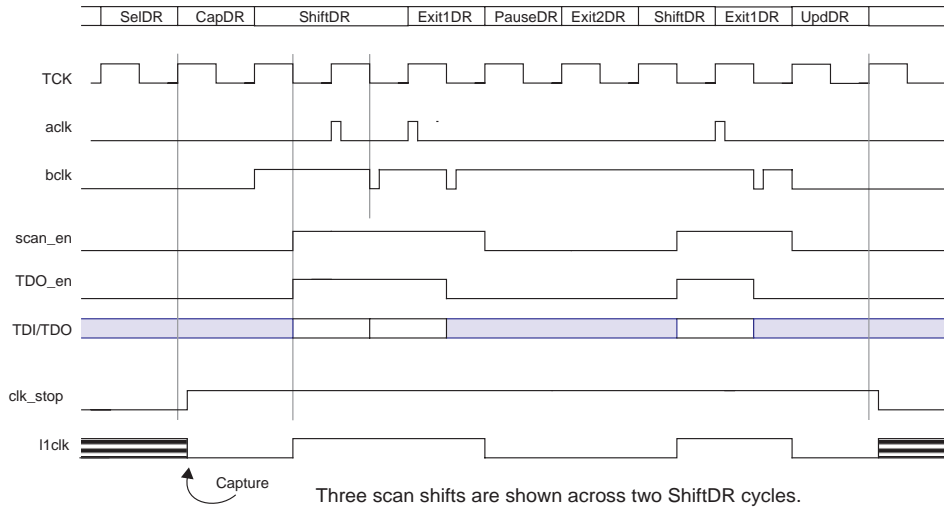 SelDR CapDR ShiftDR Exit1DR PauseDR Exit2DR ShiftDR Exit1DR UpdDR
TCK
aclk
bclk
scan_en
TDO_en
TDI/TDO
clk_stop
l1clk
Capture
Three scan shifts are shown across two ShiftDR cycles.